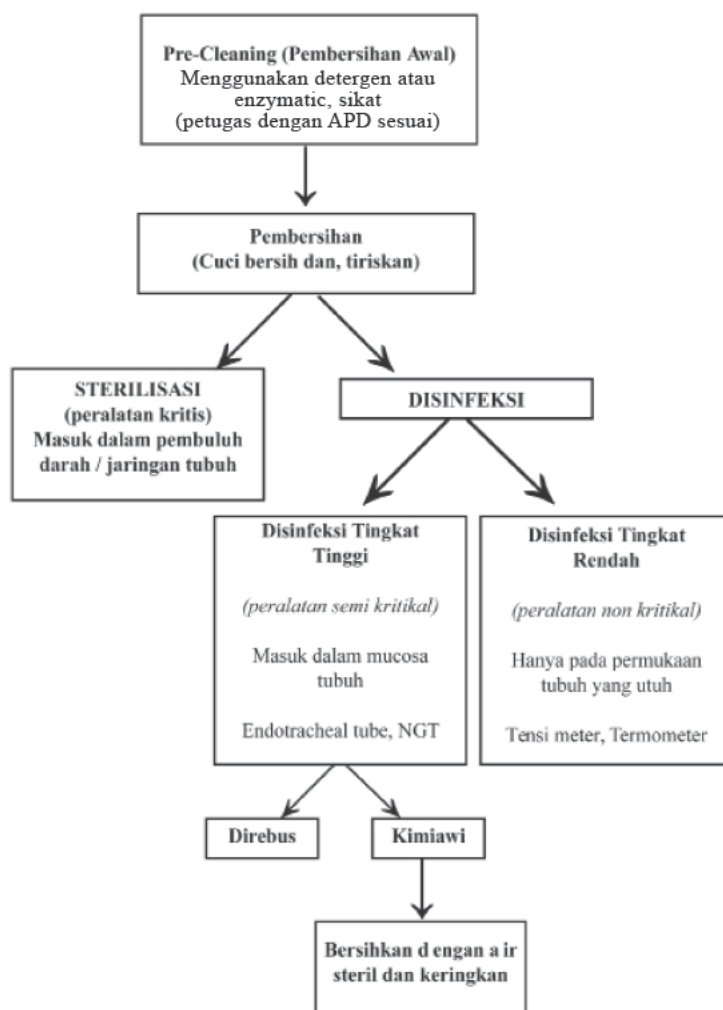 Pre-Cleaning (Pembersihan Awal)
Menggunakan detergen atau
enzymatic, sikat
(petugas dengan APD sesuai)
Pembersihan
(Cuci bersih dan, tiriskan)
STERILISASI
(peralatan kritis)
Masuk dalam pembuluh
darah / jaringan tubuh
DISINFEKSI
Disinfeksi Tingkat
Tinggi
(peralatan semi kritikal)
Masuk dalam mucosa
tubuh
Endotracheal tube, NGT
Disinfeksi Tingkat
Rendah
(peralatan non kritikal)
Hanya pada permukaan
tubuh yang utuh
Tensi meter, Termometer
Direbus
Kimiawi
Bersihkan d engan a ir
steril dan keringkan